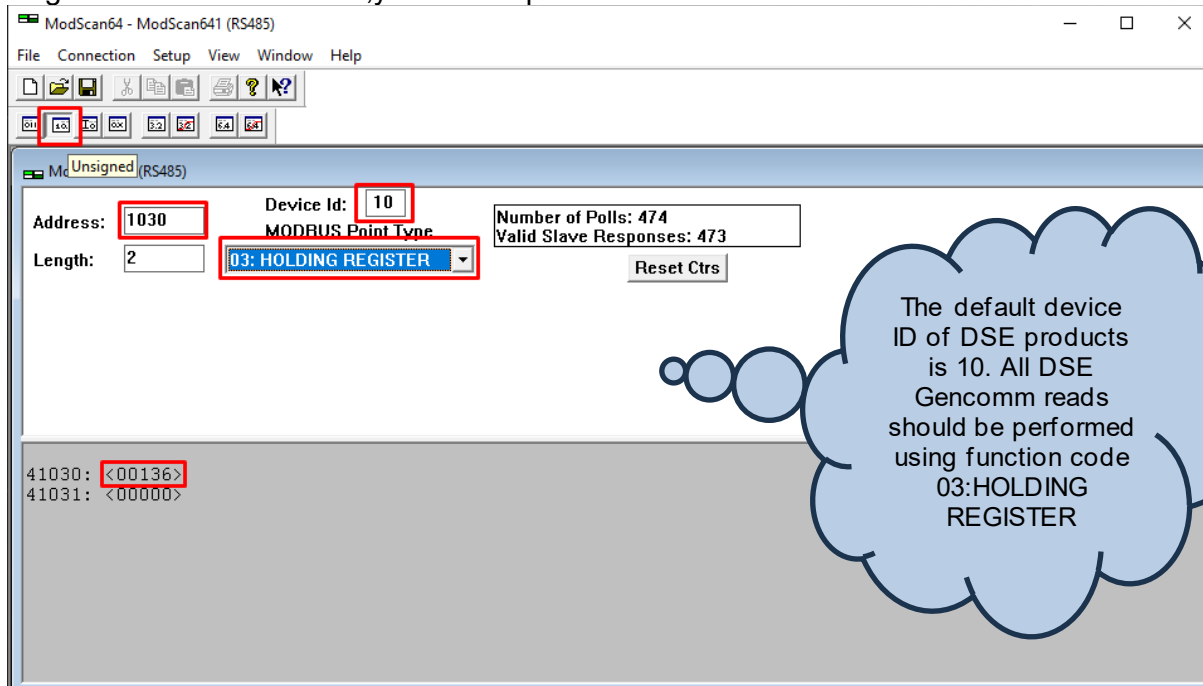 ModScan64 - ModScan641 (RS485)
File Connection Setup View Window Help
Unsigned (RS485)
Address: 1030
Device Id: 10
MODBUS Point Type
Length: 2
03: HOLDING REGISTER
Number of Polls: 474
Valid Slave Responses: 473
Reset Ctrs
The default device
ID of DSE products
is 10. All DSE
Gencomm reads
should be performed
using function code
03:HOLDING
REGISTER
41030: <00136>
41031: <00000>